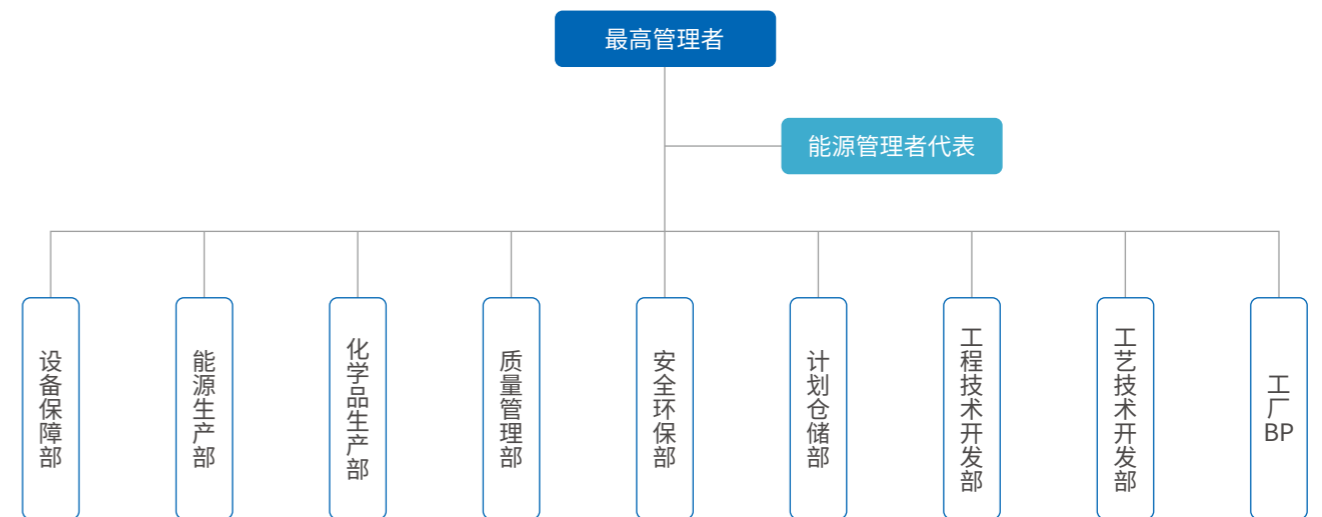 最高管理者
能源管理者代表
设备保障部
能源生产部
化学品生产部
质量管理部
安全环保部
计划仓储部
工程技术开发部
工艺技术开发部
工厂BP